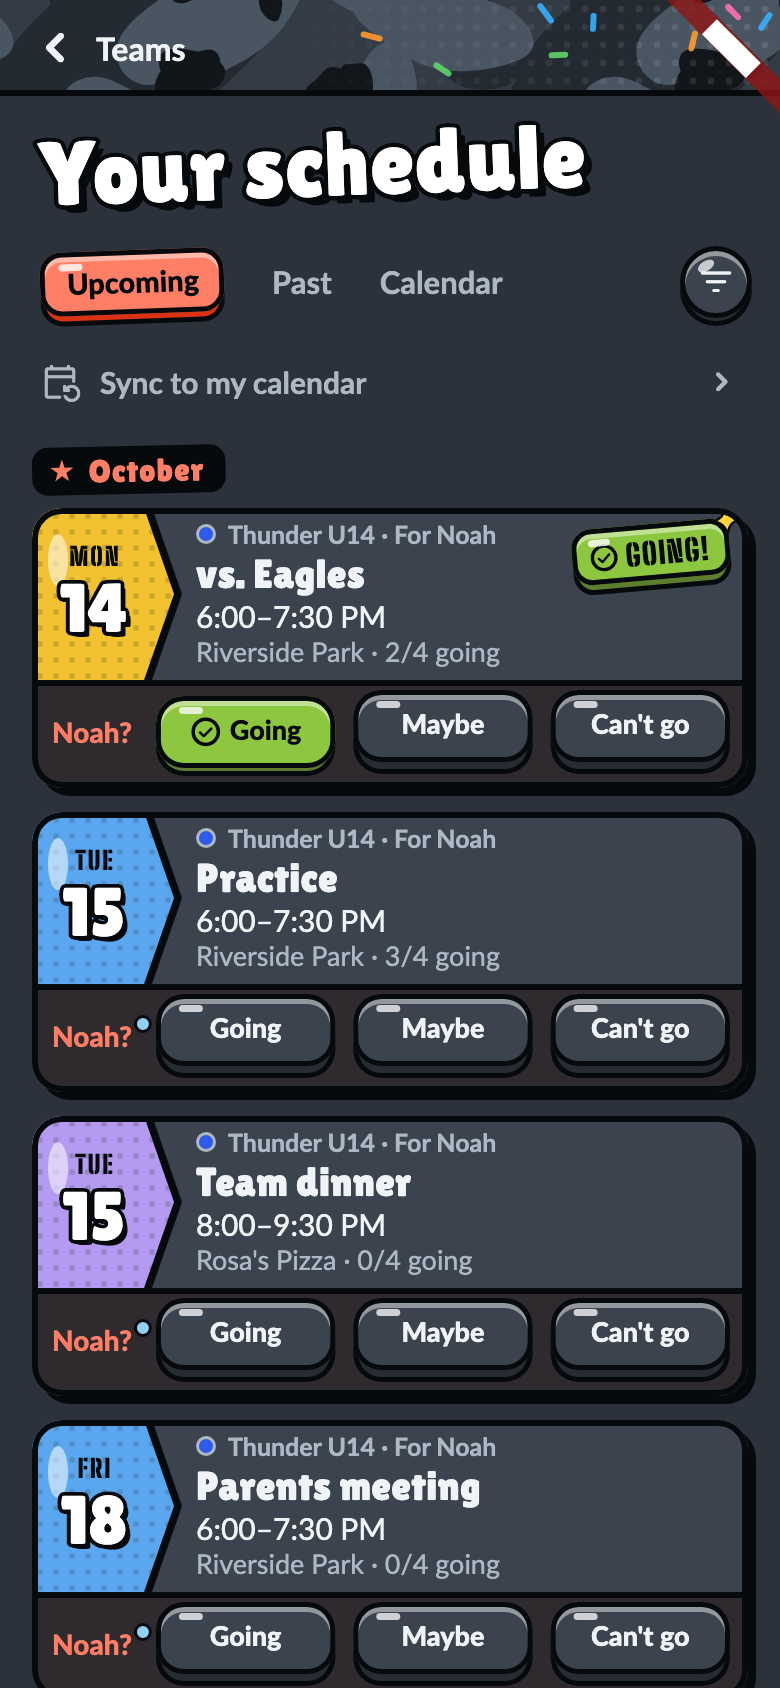 Teams
Your schedule
Upcoming
Past
Calendar
Sync to my calendar
★ October
MON
14
Thunder U14 · For Noah
vs. Eagles
6:00–7:30 PM
Riverside Park · 2/4 going
GOING!
Noah?
Going
Maybe
Can't go
TUE
15
Thunder U14 · For Noah
Practice
6:00–7:30 PM
Riverside Park · 3/4 going
Noah?
Going
Maybe
Can't go
TUE
15
Thunder U14 · For Noah
Team dinner
8:00–9:30 PM
Rosa's Pizza · 0/4 going
Noah?
Going
Maybe
Can't go
FRI
18
Thunder U14 · For Noah
Parents meeting
6:00–7:30 PM
Riverside Park · 0/4 going
Noah?
Going
Maybe
Can't go